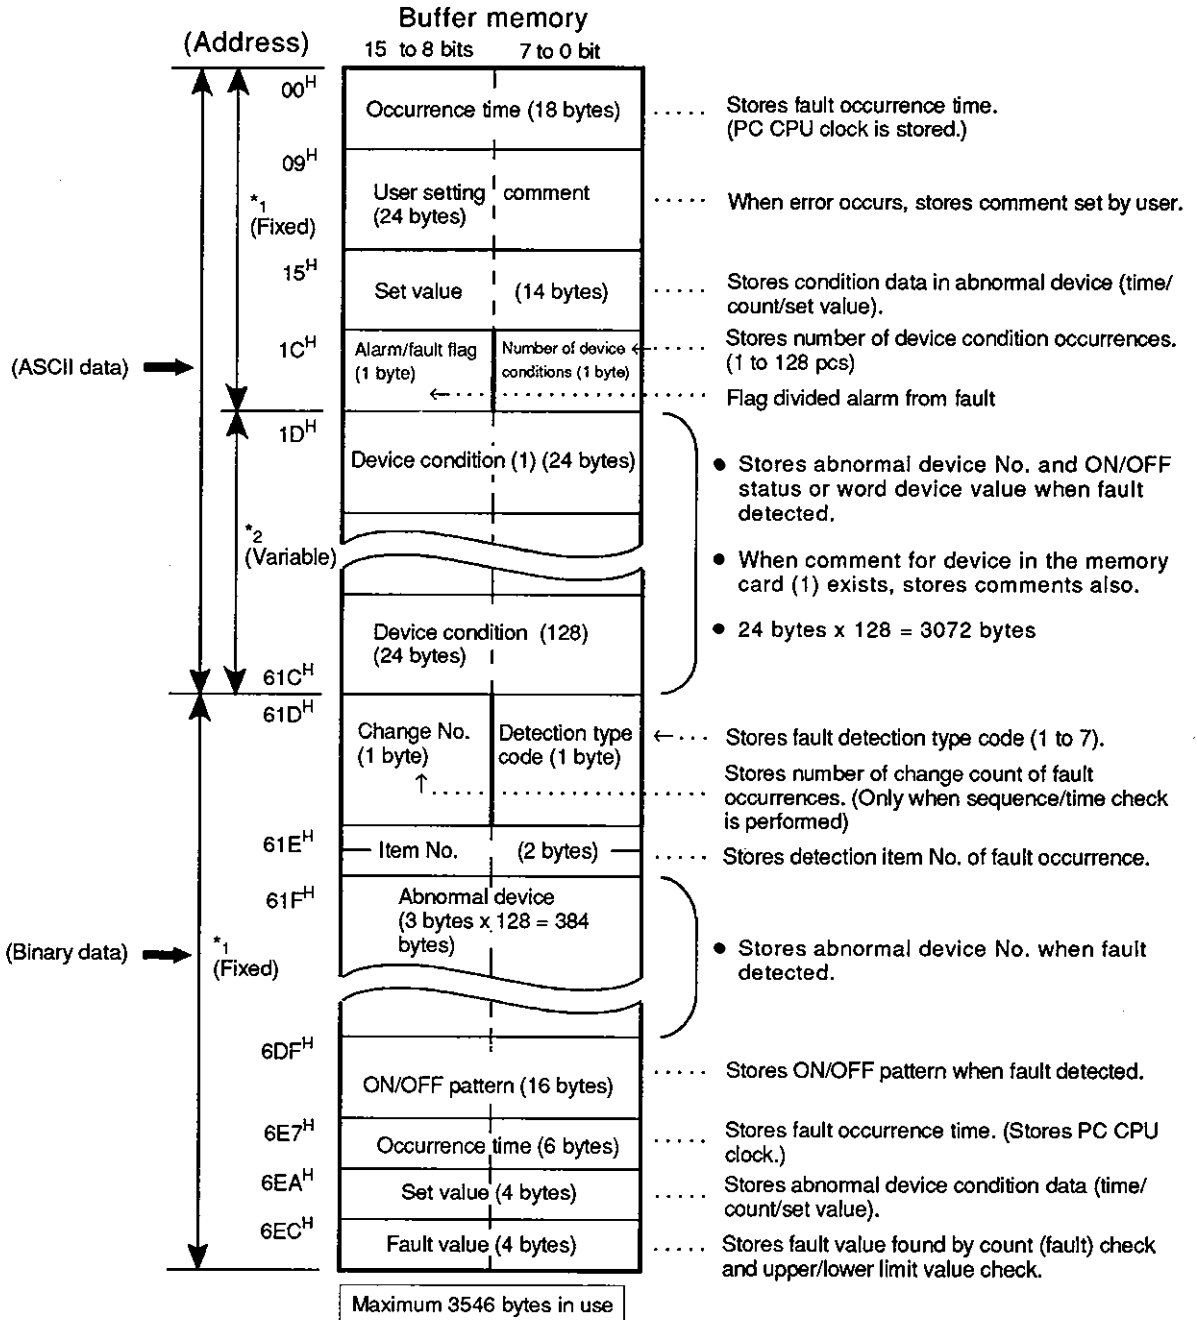 Buffer memory
(Address)
15 to 8 bits
7 to 0 bit
00H
Occurrence time (18 bytes)
Stores fault occurrence time.
(PC CPU clock is stored.)
09H
User setting comment
(24 bytes)
When error occurs, stores comment set by user.
*1
(Fixed)
15H
Set value (14 bytes)
Stores condition data in abnormal device (time/
count/set value).
1CH
Alarm/fault flag
(1 byte)
Number of device
conditions (1 byte)
Stores number of device condition occurrences.
(1 to 128 pcs)
Flag divided alarm from fault
(ASCII data)
1DH
Device condition (1) (24 bytes)
• Stores abnormal device No. and ON/OFF
status or word device value when fault
detected.
*2
(Variable)
• When comment for device in the memory
card (1) exists, stores comments also.
• 24 bytes x 128 = 3072 bytes
Device condition (128)
(24 bytes)
61CH
61DH
Change No.
(1 byte)
Detection type
code (1 byte)
Stores fault detection type code (1 to 7).
Stores number of change count of fault
occurrences. (Only when sequence/time check
is performed)
61EH
Item No. (2 bytes)
Stores detection item No. of fault occurrence.
61FH
Abnormal device
(3 bytes x 128 = 384
bytes)
• Stores abnormal device No. when fault
detected.
(Binary data)
*1
(Fixed)
6DFH
ON/OFF pattern (16 bytes)
Stores ON/OFF pattern when fault detected.
6E7H
Occurrence time (6 bytes)
Stores fault occurrence time. (Stores PC CPU
clock.)
6EAH
Set value (4 bytes)
Stores abnormal device condition data (time/
count/set value).
6ECH
Fault value (4 bytes)
Stores fault value found by count (fault) check
and upper/lower limit value check.
Maximum 3546 bytes in use